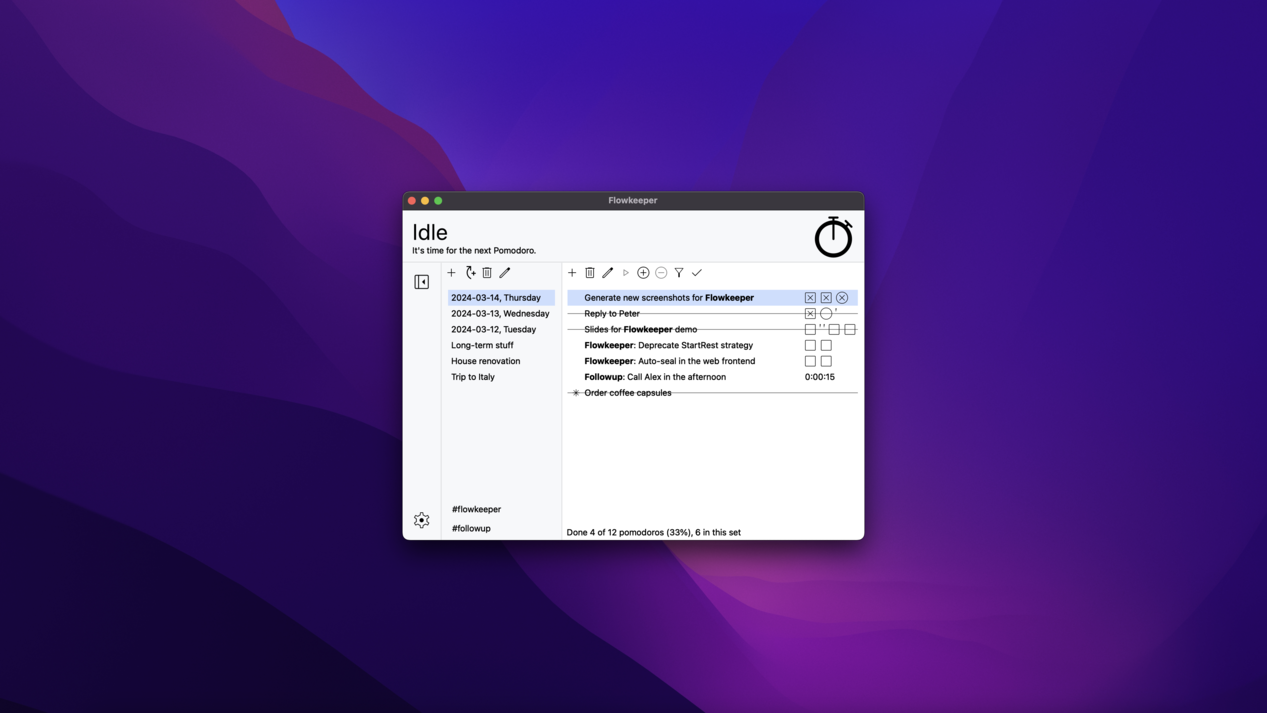 Flowkeeper
Idle
It's time for the next Pomodoro.
2024-03-14, Thursday
2024-03-13, Wednesday
2024-03-12, Tuesday
Long-term stuff
House renovation
Trip to Italy
#flowkeeper
#followup
Generate new screenshots for Flowkeeper
Reply to Peter
Slides for Flowkeeper demo
Flowkeeper: Deprecate StartRest strategy
Flowkeeper: Auto-seal in the web frontend
Followup: Call Alex in the afternoon 0:00:15
Order coffee capsules
Done 4 of 12 pomodoros (33%), 6 in this set